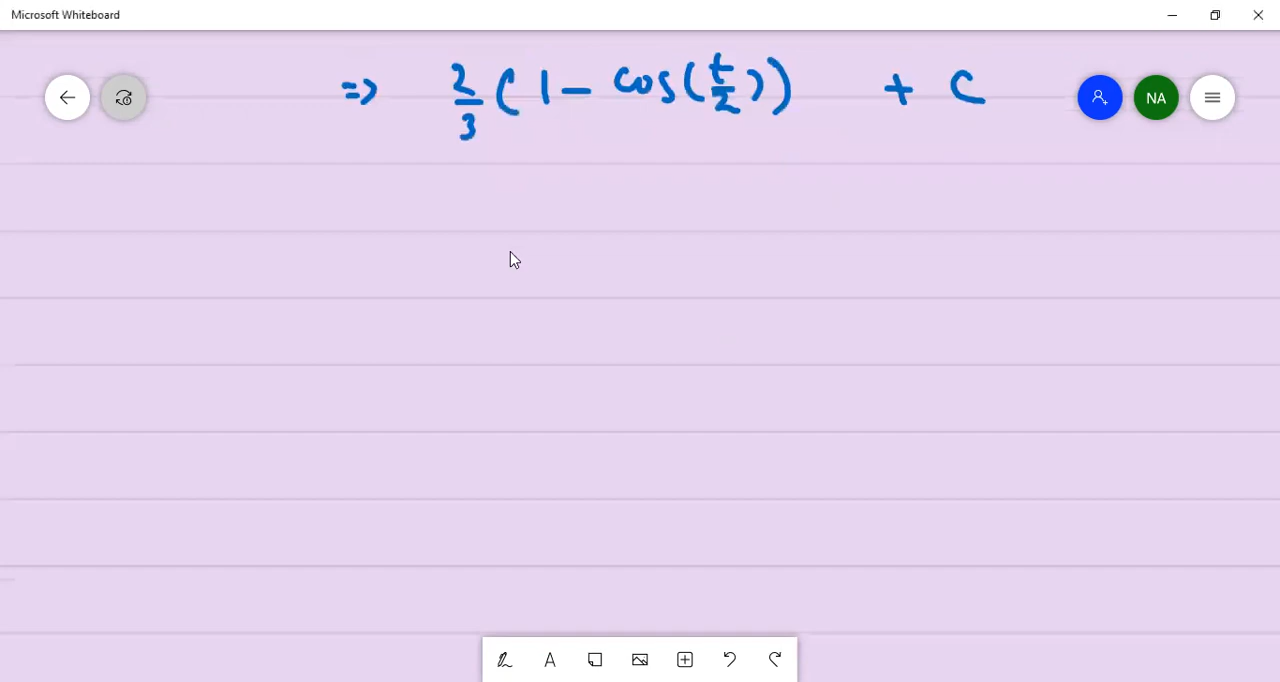 Microsoft Whiteboard
=> 2/3 (1 - cos(t/2)) + C
NA
A